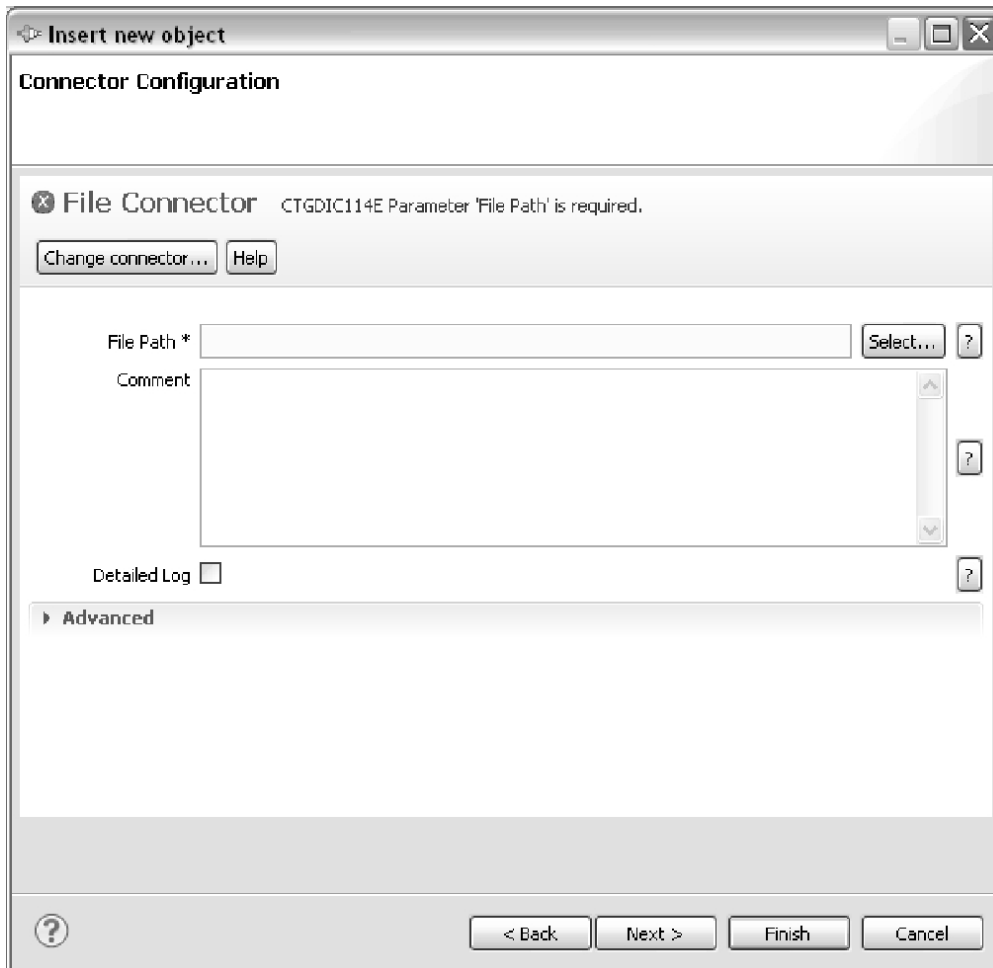 Insert new object
Connector Configuration
File Connector CTGDIC114E Parameter 'File Path' is required.
Change connector... Help
File Path * Select... ?
Comment
?
Detailed Log ?
Advanced
? < Back Next > Finish Cancel